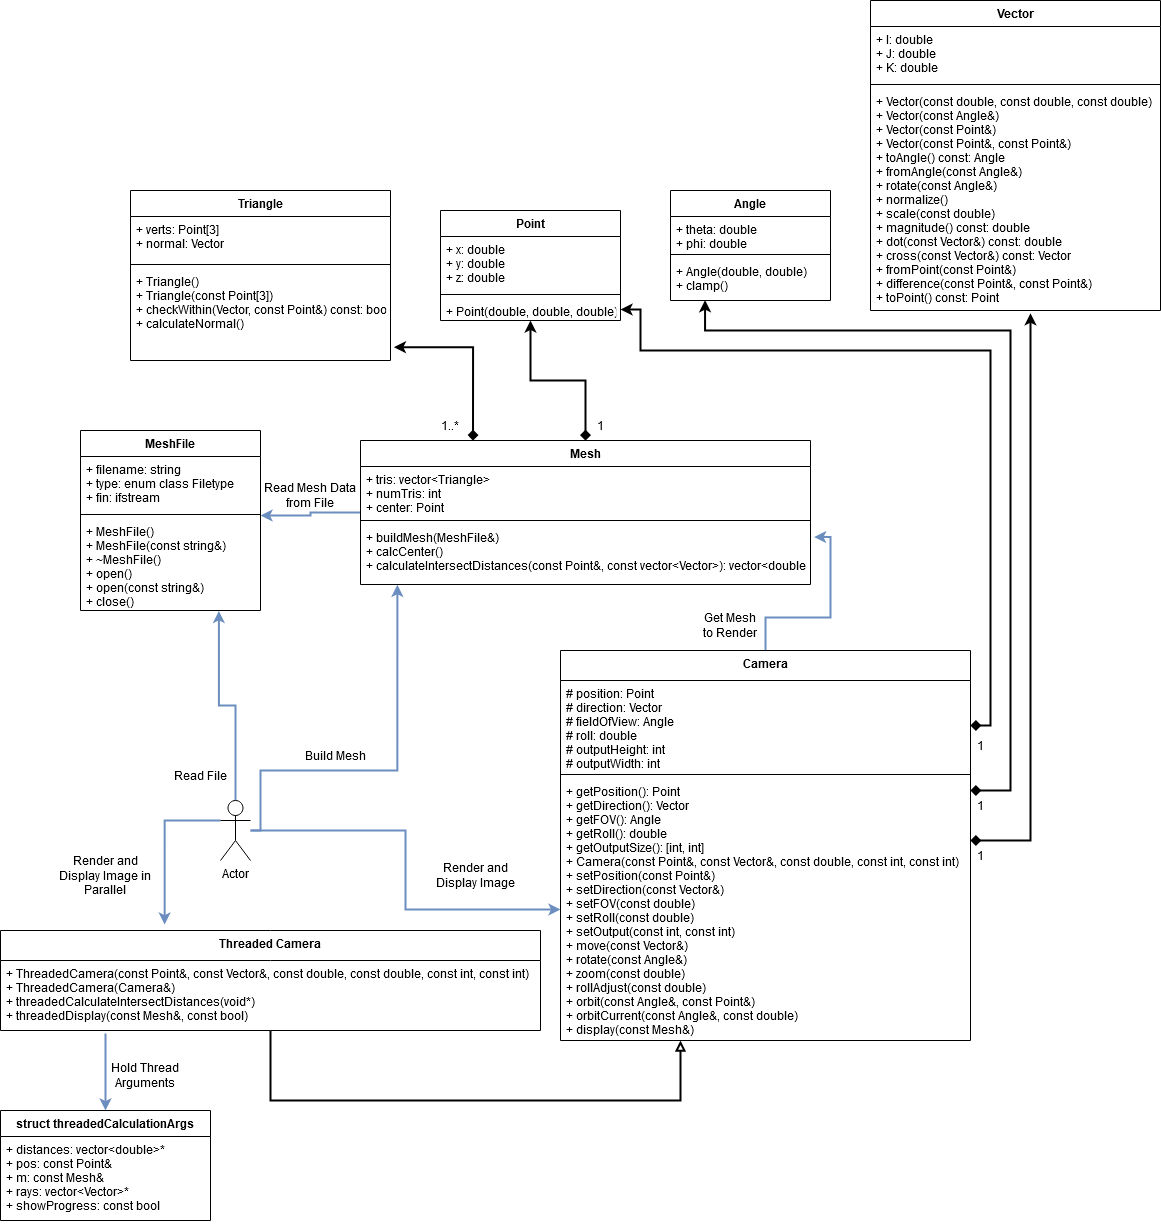 Vector
+ I: double
+ J: double
+ K: double
+ Vector(const double, const double, const double)
+ Vector(const Angle&)
+ Vector(const Point&)
+ Vector(const Point&, const Point&)
+ toAngle() const: Angle
+ fromAngle(const Angle&)
+ rotate(const Angle&)
+ normalize()
+ scale(const double)
+ magnitude() const: double
+ dot(const Vector&) const: double
+ cross(const Vector&) const: Vector
+ fromPoint(const Point&)
+ difference(const Point&, const Point&)
+ toPoint() const: Point
Triangle
+ verts: Point[3]
+ normal: Vector
+ Triangle()
+ Triangle(const Point[3])
+ checkWithin(Vector, const Point&) const: boo
+ calculateNormal()
Point
+ x: double
+ y: double
+ z: double
+ Point(double, double, double)
Angle
+ theta: double
+ phi: double
+ Angle(double, double)
+ clamp()
1..*
1
MeshFile
+ filename: string
+ type: enum class Filetype
+ fin: ifstream
+ MeshFile()
+ MeshFile(const string&)
+ ~MeshFile()
+ open()
+ open(const string&)
+ close()
Read Mesh Data
from File
Mesh
+ tris: vector<Triangle>
+ numTris: int
+ center: Point
+ buildMesh(MeshFile&)
+ calcCenter()
+ calculateIntersectDistances(const Point&, const vector<Vector>): vector<double
Get Mesh
to Render
Camera
# position: Point
# direction: Vector
# fieldOfView: Angle
# roll: double
# outputHeight: int
# outputWidth: int
+ getPosition(): Point
+ getDirection(): Vector
+ getFOV(): Angle
+ getRoll(): double
+ getOutputSize(): [int, int]
+ Camera(const Point&, const Vector&, const double, const int, const int)
+ setPosition(const Point&)
+ setDirection(const Vector&)
+ setFOV(const double)
+ setRoll(const double)
+ setOutput(const int, const int)
+ move(const Vector&)
+ rotate(const Angle&)
+ zoom(const double)
+ rollAdjust(const double)
+ orbit(const Angle&, const Point&)
+ orbitCurrent(const Angle&, const double)
+ display(const Mesh&)
1
1
1
Build Mesh
Read File
Actor
Render and
Display Image in
Parallel
Render and
Display Image
Threaded Camera
+ ThreadedCamera(const Point&, const Vector&, const double, const double, const int, const int)
+ ThreadedCamera(Camera&)
+ threadedCalculateIntersectDistances(void*)
+ threadedDisplay(const Mesh&, const bool)
Hold Thread
Arguments
struct threadedCalculationArgs
+ distances: vector<double>*
+ pos: const Point&
+ m: const Mesh&
+ rays: vector<Vector>*
+ showProgress: const bool